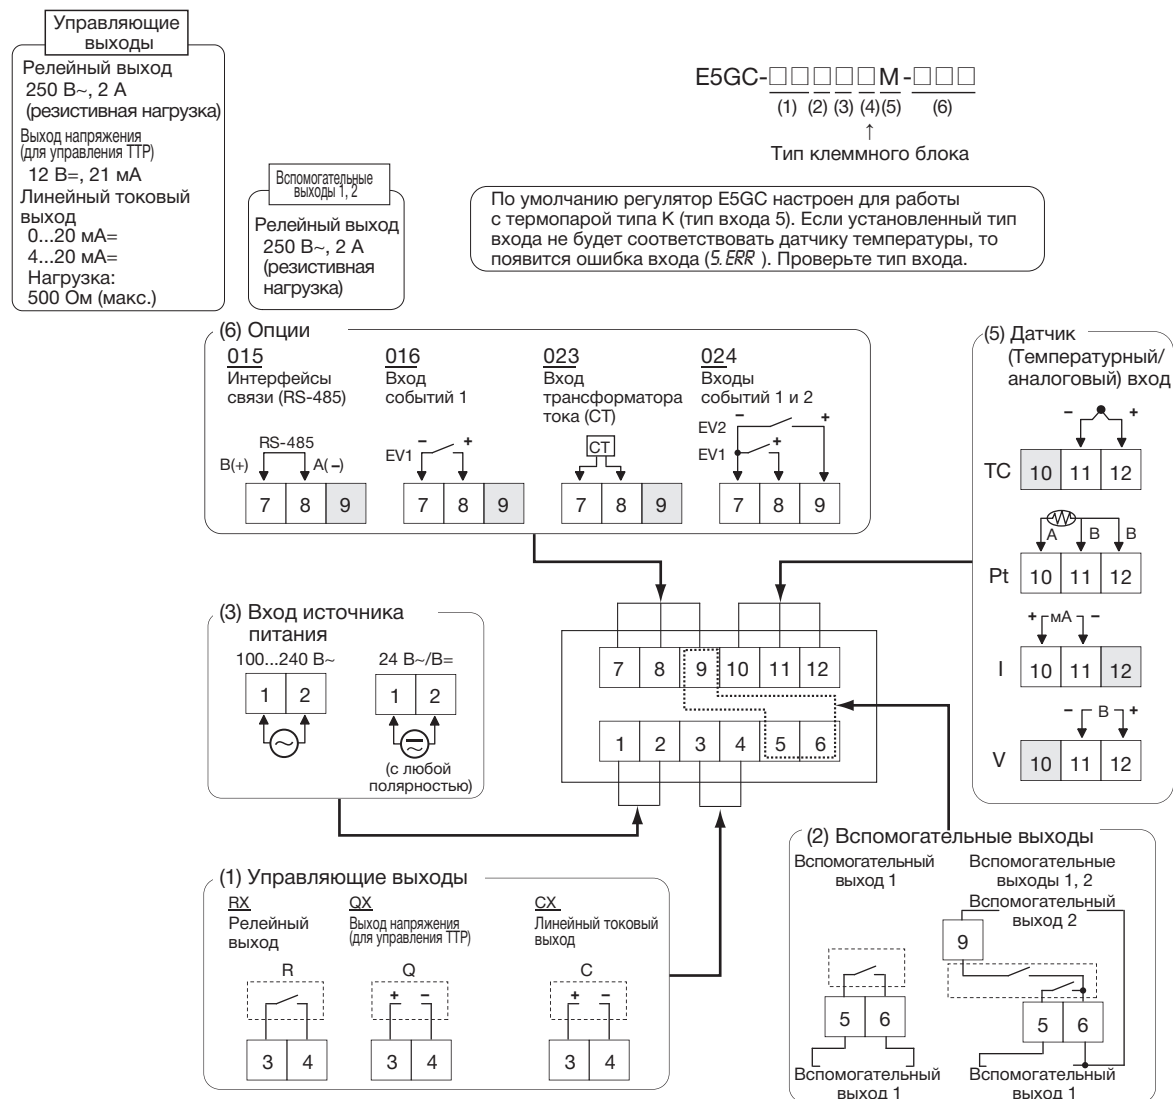 Управляющие
выходы
Релейный выход
250 В~, 2 А
(резистивная нагрузка)
Выход напряжения
(для управления ТТР)
12 В=, 21 мА
Линейный токовый
выход
0...20 мА=
4...20 мА=
Нагрузка:
500 Ом (макс.)
Вспомогательные
выходы 1, 2
Релейный выход
250 В~, 2 А
(резистивная
нагрузка)
E5GC-□□□□□M-□□□
(1) (2) (3) (4) (5) (6)
↑
Тип клеммного блока
По умолчанию регулятор E5GC настроен для работы
с термопарой типа K (тип входа 5). Если установленный тип
входа не будет соответствовать датчику температуры, то
появится ошибка входа (S.ERR ). Проверьте тип входа.
(6) Опции
015
Интерфейсы
связи (RS-485)
RS-485
B(+) A(-)
7 8 9
016
Вход
событий 1
EV1 - +
7 8 9
023
Вход
трансформатора
тока (CT)
CT
7 8 9
024
Входы
событий 1 и 2
EV2 - +
EV1 +
7 8 9
(5) Датчик
(Температурный/
аналоговый) вход
- +
TC 10 11 12
A B B
Pt 10 11 12
+ мА -
I 10 11 12
- В +
V 10 11 12
(3) Вход источника
питания
100...240 В~
1 2
24 В~/В=
1 2
(с любой
полярностью)
7 8 9 10 11 12
1 2 3 4 5 6
(1) Управляющие выходы
RX
Релейный
выход
R
3 4
QX
Выход напряжения
(для управления ТТР)
Q
+ -
3 4
CX
Линейный токовый
выход
C
+ -
3 4
(2) Вспомогательные выходы
Вспомогательный
выход 1
5 6
Вспомогательный
выход 1
Вспомогательные
выходы 1, 2
Вспомогательный
выход 2
9
5 6
Вспомогательный
выход 1